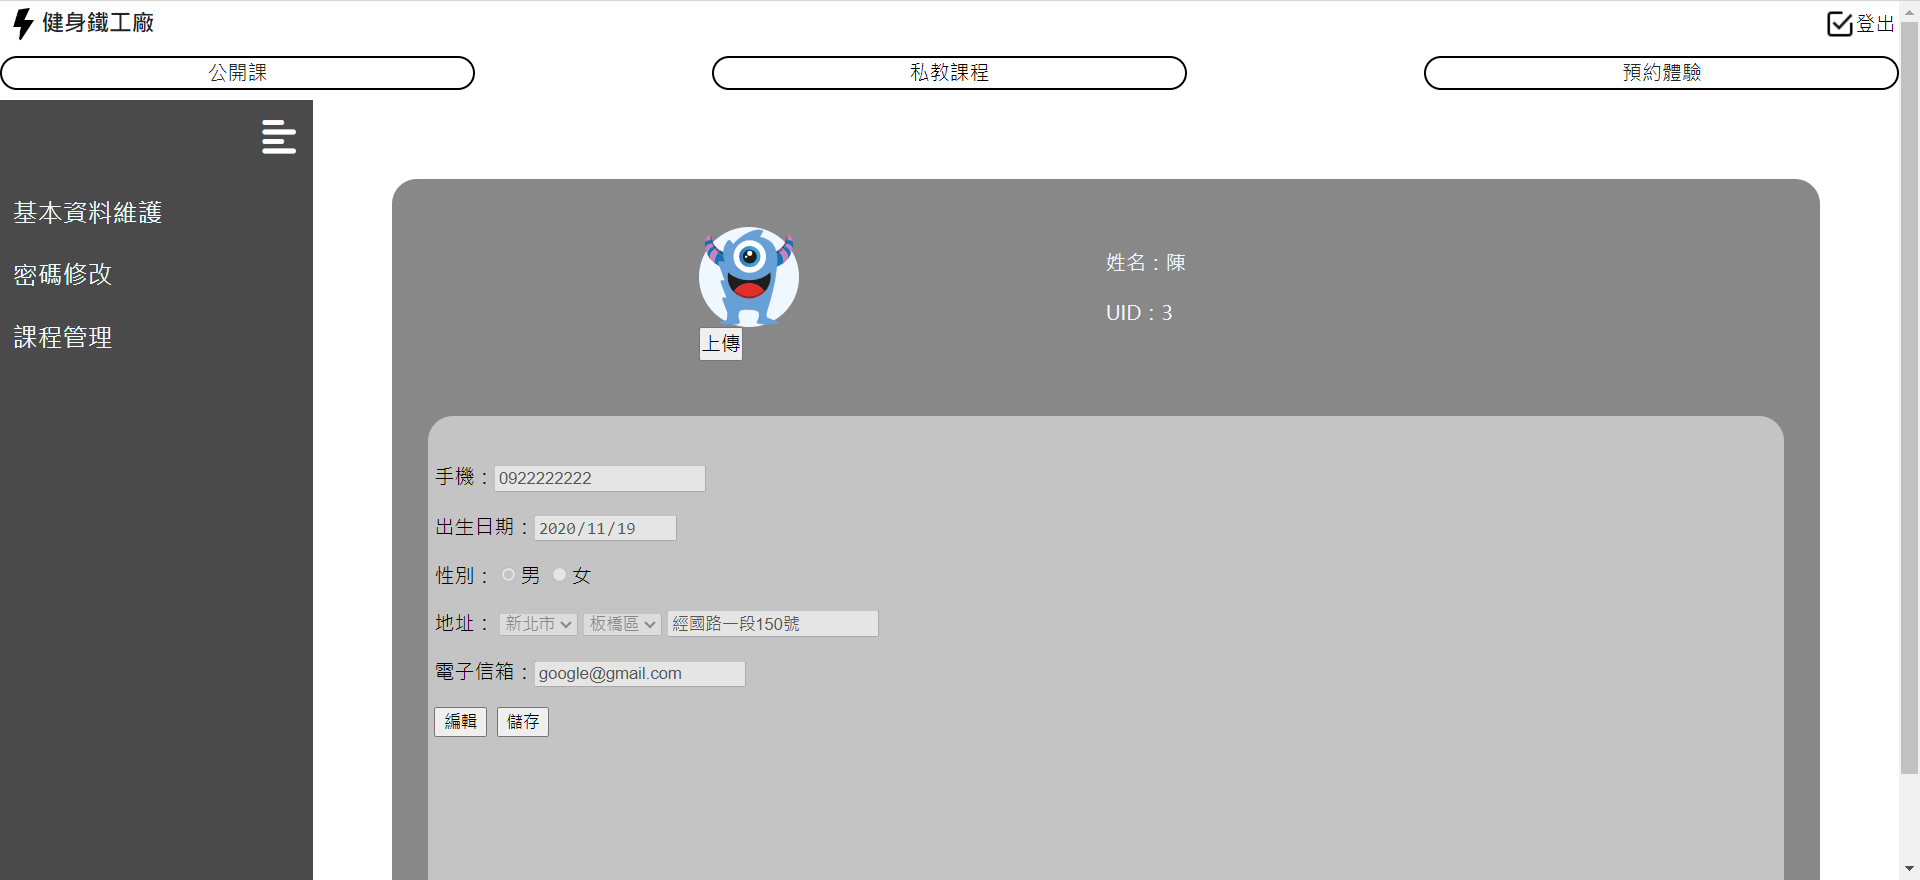 健身鐵工廠
登出
公開課
私教課程
預約體驗
基本資料維護
密碼修改
課程管理
姓名：陳
UID：3
上傳
手機：0922222222
出生日期：2020/11/19
性別： 男 女
地址： 新北市 板橋區 經國路一段150號
電子信箱：google@gmail.com
編輯 儲存